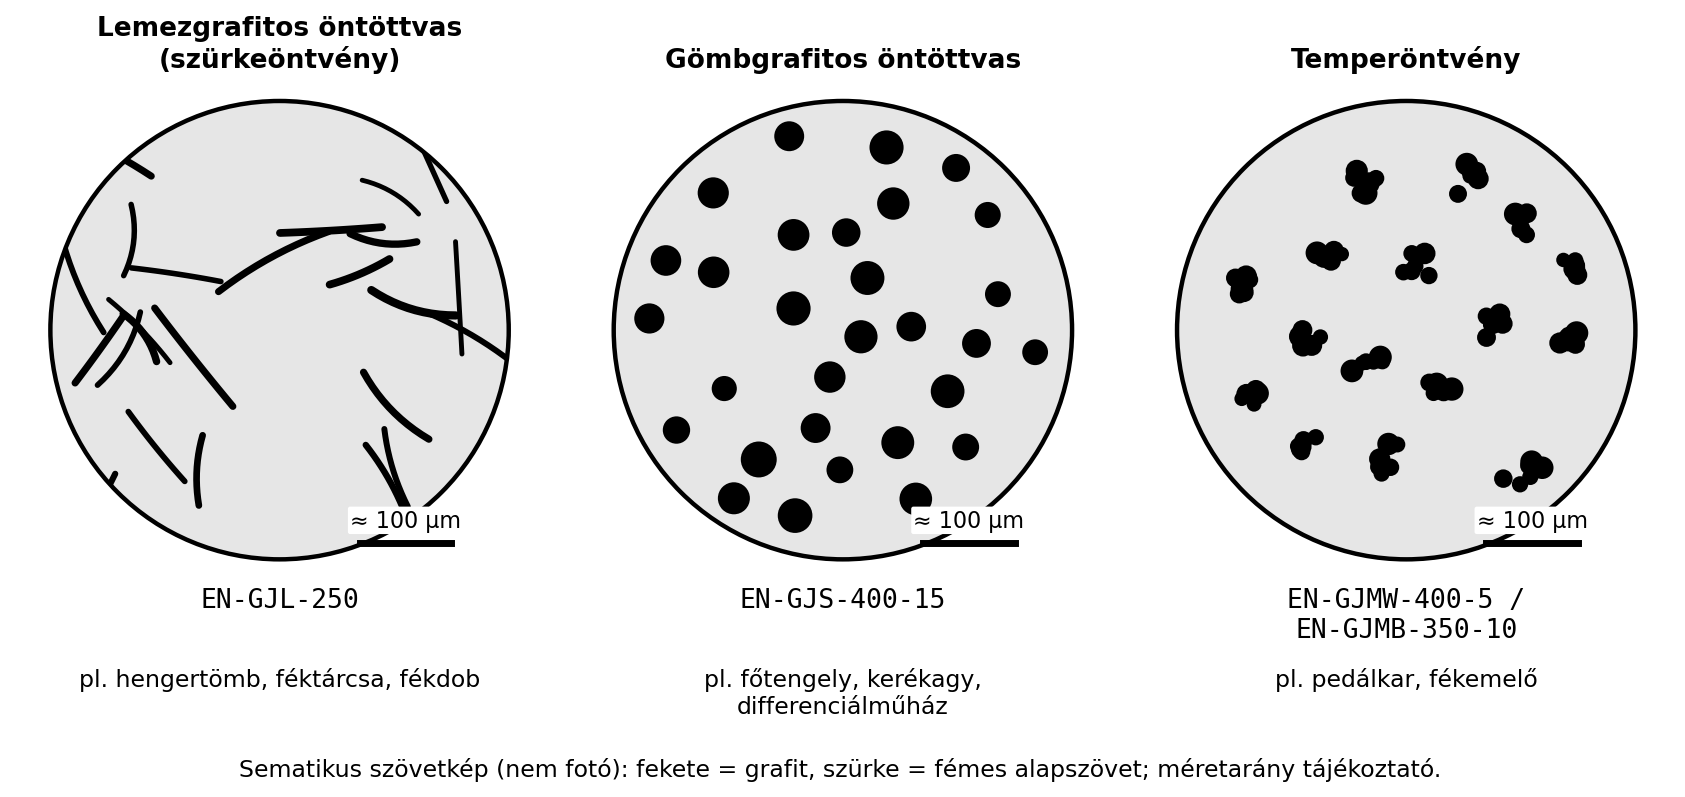 Lemezgrafitos öntöttvas
(szürkeöntvény)
Gömbgrafitos öntöttvas
Temperöntvény
≈ 100 µm
≈ 100 µm
≈ 100 µm
EN-GJL-250
EN-GJS-400-15
EN-GJMW-400-5 /
EN-GJMB-350-10
pl. hengertömb, féktárcsa, fékdob
pl. főtengely, kerékagy,
differenciálműház
pl. pedálkar, fékemelő
Sematikus szövetkép (nem fotó): fekete = grafit, szürke = fémes alapszövet; méretarány tájékoztató.